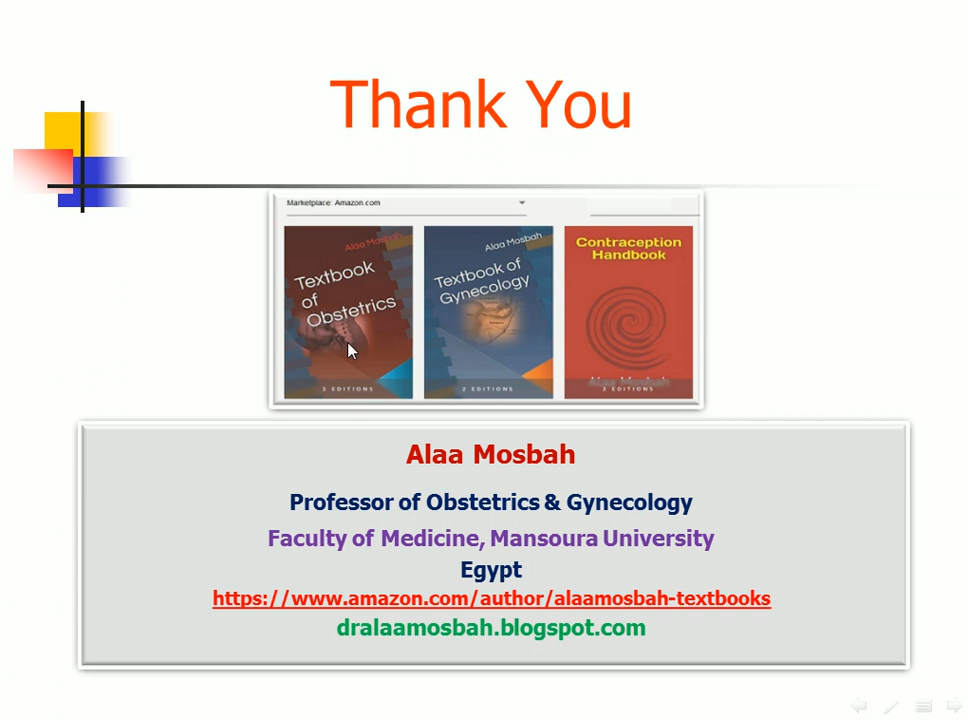 Thank You
Marketplace: Amazon.com
Alaa Mosbah
Textbook
of
Obstetrics
2 EDITIONS
Alaa Mosbah
Textbook of
Gynecology
2 EDITIONS
Contraception
Handbook
Alaa Mosbah
2 EDITIONS
Alaa Mosbah
Professor of Obstetrics & Gynecology
Faculty of Medicine, Mansoura University
Egypt
https://www.amazon.com/author/alaamosbah-textbooks
dralaamosbah.blogspot.com